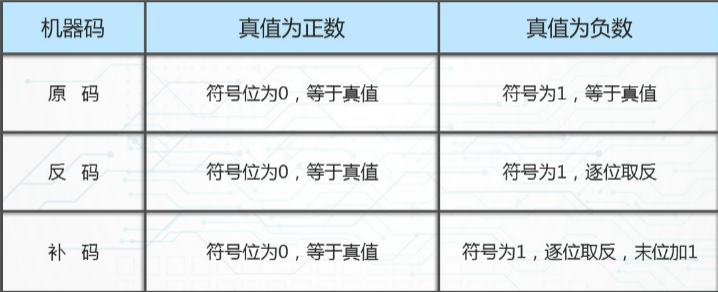 机器码 真值为正数 真值为负数
原 码 符号位为0，等于真值 符号为1，等于真值
反 码 符号位为0，等于真值 符号为1，逐位取反
补 码 符号位为0，等于真值 符号为1，逐位取反，末位加1